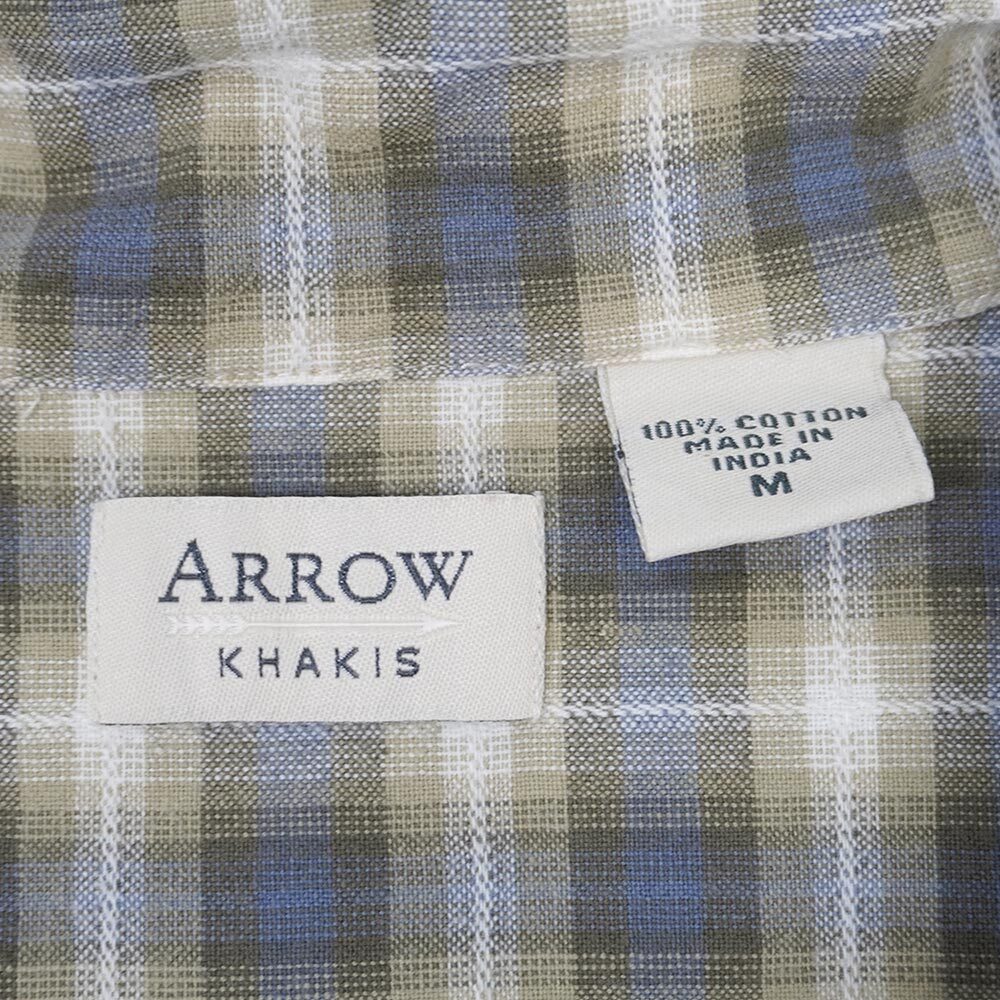 100% COTTON
MADE IN
INDIA
M
ARROW
KHAKIS